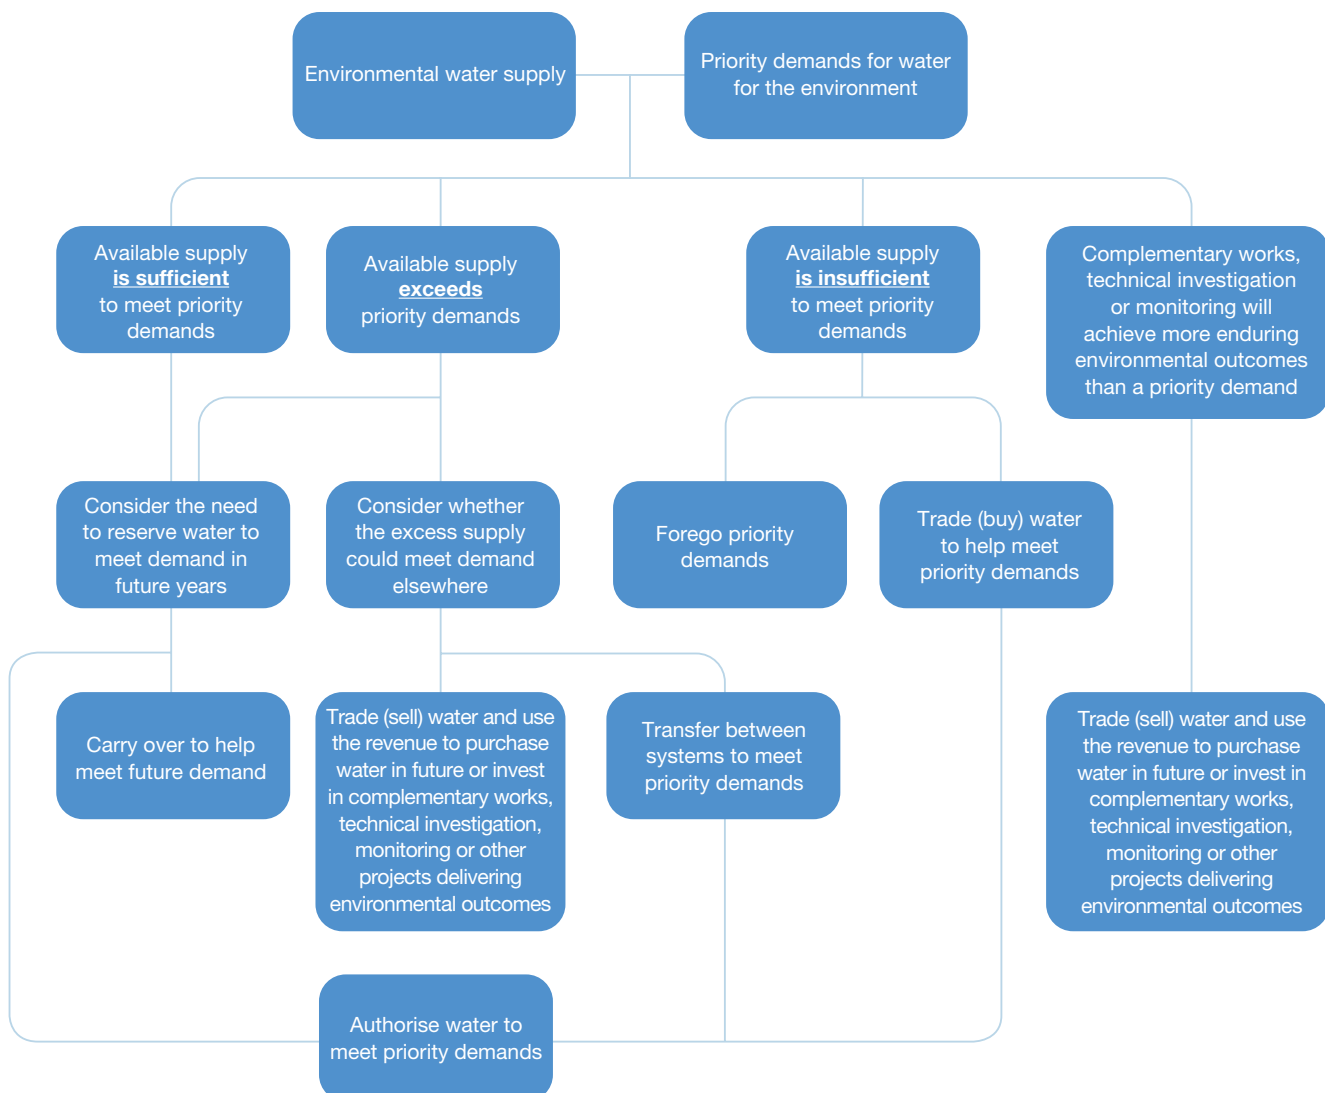 Environmental water supply
Priority demands for water
for the environment
Available supply
is sufficient
to meet priority
demands
Available supply
exceeds
priority demands
Available supply
is insufficient
to meet priority
demands
Complementary works,
technical investigation
or monitoring will
achieve more enduring
environmental outcomes
than a priority demand
Consider the need
to reserve water to
meet demand in
future years
Consider whether
the excess supply
could meet demand
elsewhere
Forego priority
demands
Trade (buy) water
to help meet
priority demands
Carry over to help
meet future demand
Trade (sell) water and use
the revenue to purchase
water in future or invest
in complementary works,
technical investigation,
monitoring or other
projects delivering
environmental outcomes
Transfer between
systems to meet
priority demands
Trade (sell) water and use
the revenue to purchase
water in future or invest in
complementary works,
technical investigation,
monitoring or other
projects delivering
environmental outcomes
Authorise water to
meet priority demands